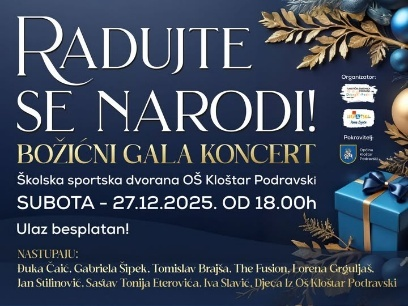 RADUJTE
SE NARODI!
BOŽIĆNI GALA KONCERT
Školska sportska dvorana OŠ Kloštar Podravski
SUBOTA - 27.12.2025. OD 18.00h
Ulaz besplatan!
NASTUPAJU:
Đuka Čaić, Gabriela Šipek, Tomislav Brajša, The Fusion, Lorena Grguljaš,
Jan Štilinović, Sastav Tonija Eterovića, Iva Slavić, Djeca Iz Oš Kloštar Podravski
Organizator:
Pokrovitelj:
Općina
Kloštar
Podravski